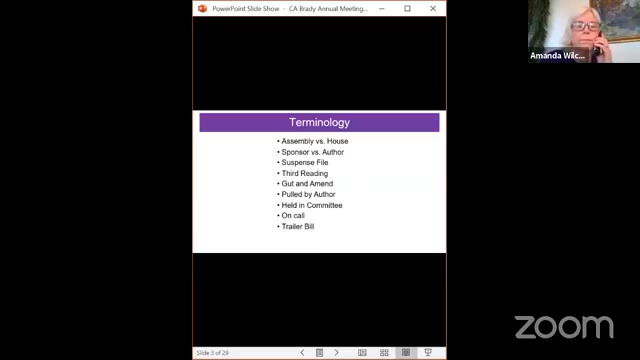 PowerPoint Slide Show - CA Brady Annual Meeting...
Amanda Wilc...
Terminology
• Assembly vs. House
• Sponsor vs. Author
• Suspense File
• Third Reading
• Gut and Amend
• Pulled by Author
• Held in Committee
• On call
• Trailer Bill
Slide 3 of 29
zoom